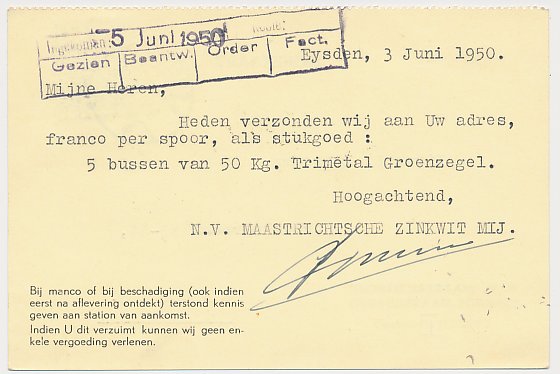 Ingekomen: 5 Juni 1950
Gezien Beantw. Order Fact.
Eysden, 3 Juni 1950.
Mijne Heren,
Heden verzonden wij aan Uw adres,
franco per spoor, als stukgoed :
5 bussen van 50 Kg. Trimétal Groenzegel.
Hoogachtend,
N.V. MAASTRICHTSCHE ZINKWIT MIJ.
Bij manco of bij beschadiging (ook indien
eerst na aflevering ontdekt) terstond kennis
geven aan station van aankomst.
Indien U dit verzuimt kunnen wij geen en-
kele vergoeding verlenen.